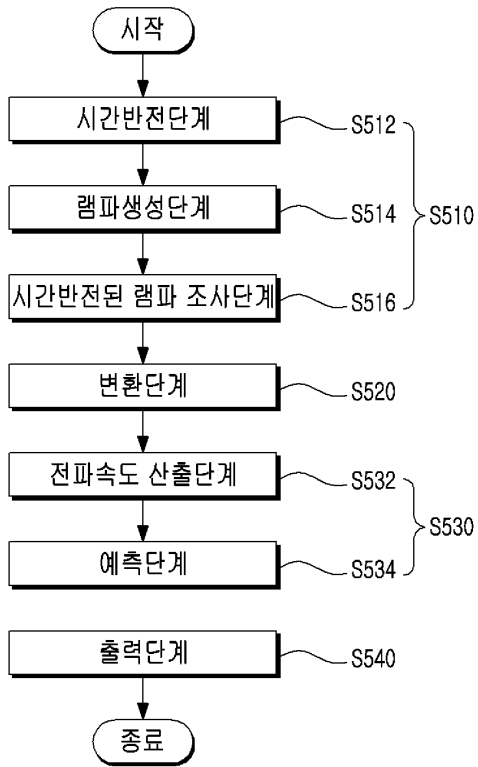 시작
시간반전단계
S512
램파생성단계
S514
S510
시간반전된 램파 조사단계
S516
변환단계
S520
전파속도 산출단계
S532
S530
예측단계
S534
출력단계
S540
종료